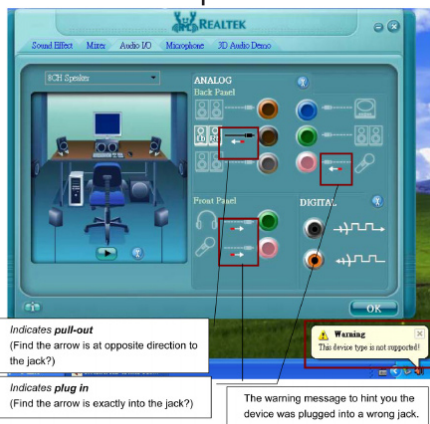 REALTEK
Sound Effect Mixer Audio I/O Microphone 3D Audio Demo
8CH Speaker
ANALOG
Back Panel
Front Panel
DIGITAL
OK
Indicates pull-out
(Find the arrow is at opposite direction to
the jack?)
Warning
This device type is not supported!
Indicates plug in
(Find the arrow is exactly into the jack?)
The warning message to hint you the
device was plugged into a wrong jack.